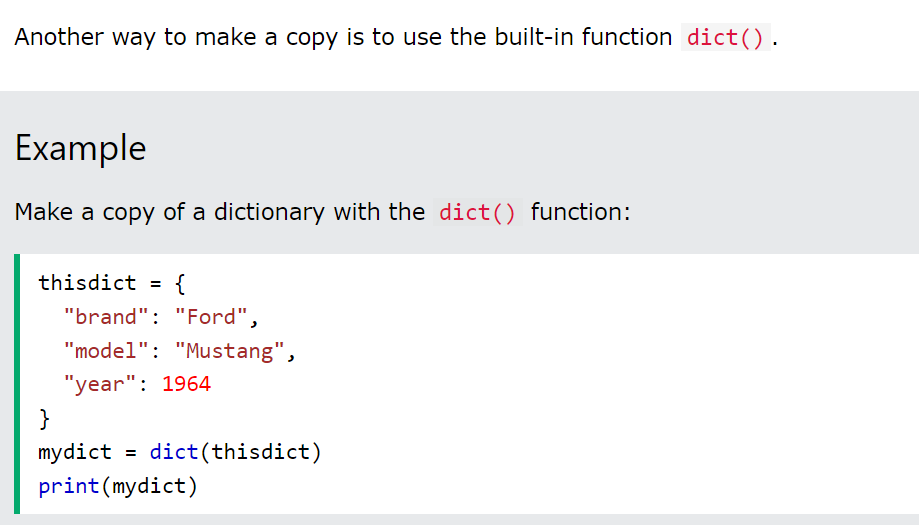 Another way to make a copy is to use the built-in function dict().
Example
Make a copy of a dictionary with the dict() function:
thisdict = {
  "brand": "Ford",
  "model": "Mustang",
  "year": 1964
}
mydict = dict(thisdict)
print(mydict)